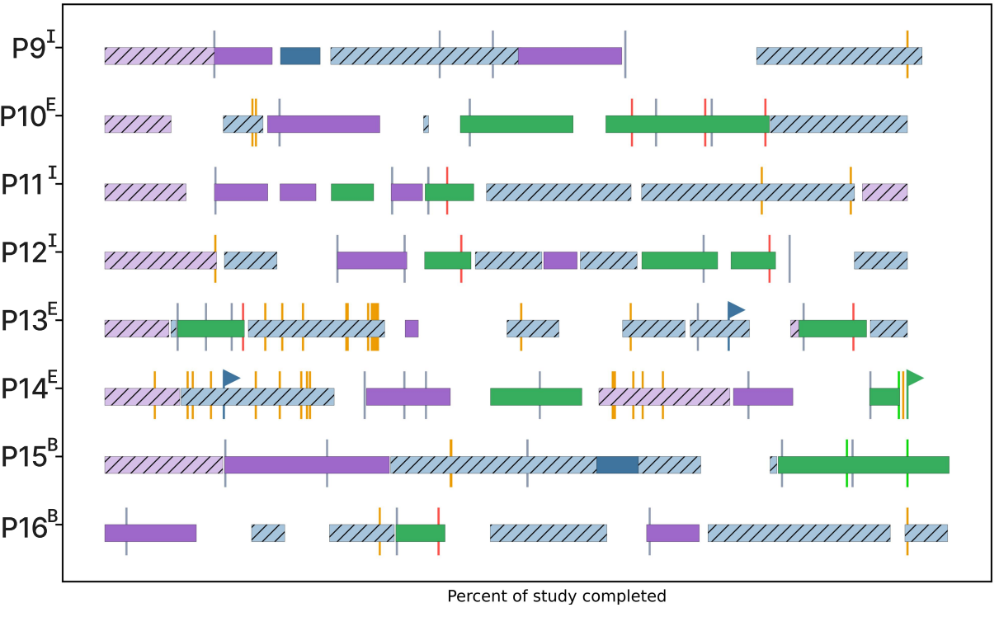 P9ᴵ
P10ᴱ
P11ᴵ
P12ᴵ
P13ᴱ
P14ᴱ
P15ᴮ
P16ᴮ
Percent of study completed